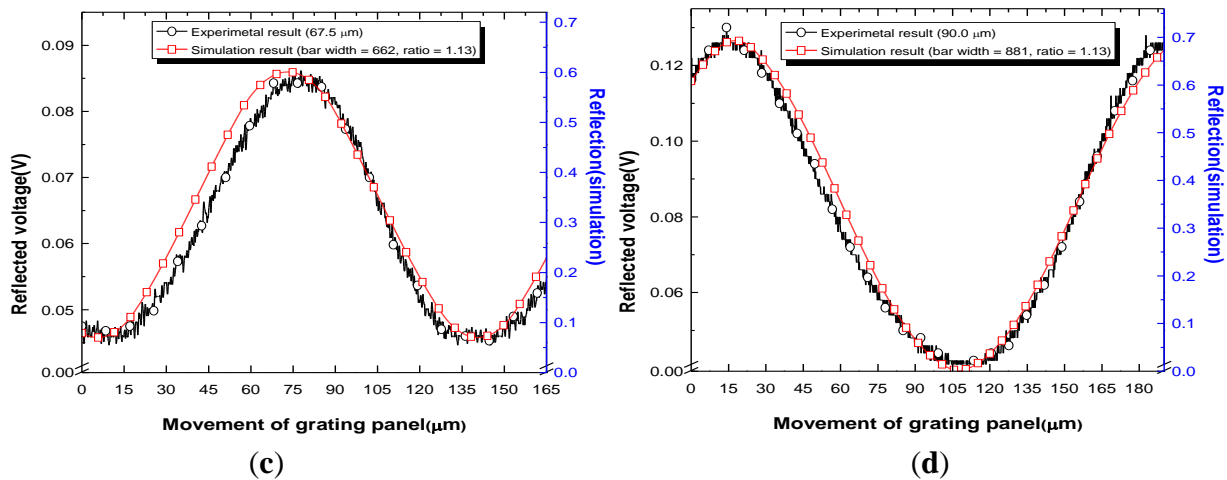 Experimetal result (67.5 μm)
Simulation result (bar width = 662, ratio = 1.13)
0.09
0.08
0.07
0.06
0.05
0.00
Reflected voltage(V)
0.7
0.6
0.5
0.4
0.3
0.2
0.1
0.0
Reflection(simulation)
0 15 30 45 60 75 90 105 120 135 150 165
Movement of grating panel(μm)
(c)
Experimetal result (90.0 μm)
Simulation result (bar width = 881, ratio = 1.13)
0.12
0.10
0.08
0.06
0.00
Reflected voltage(V)
0.7
0.6
0.5
0.4
0.3
0.2
0.1
0.0
Reflection(simulation)
0 15 30 45 60 75 90 105 120 135 150 165 180
Movement of grating panel(μm)
(d)